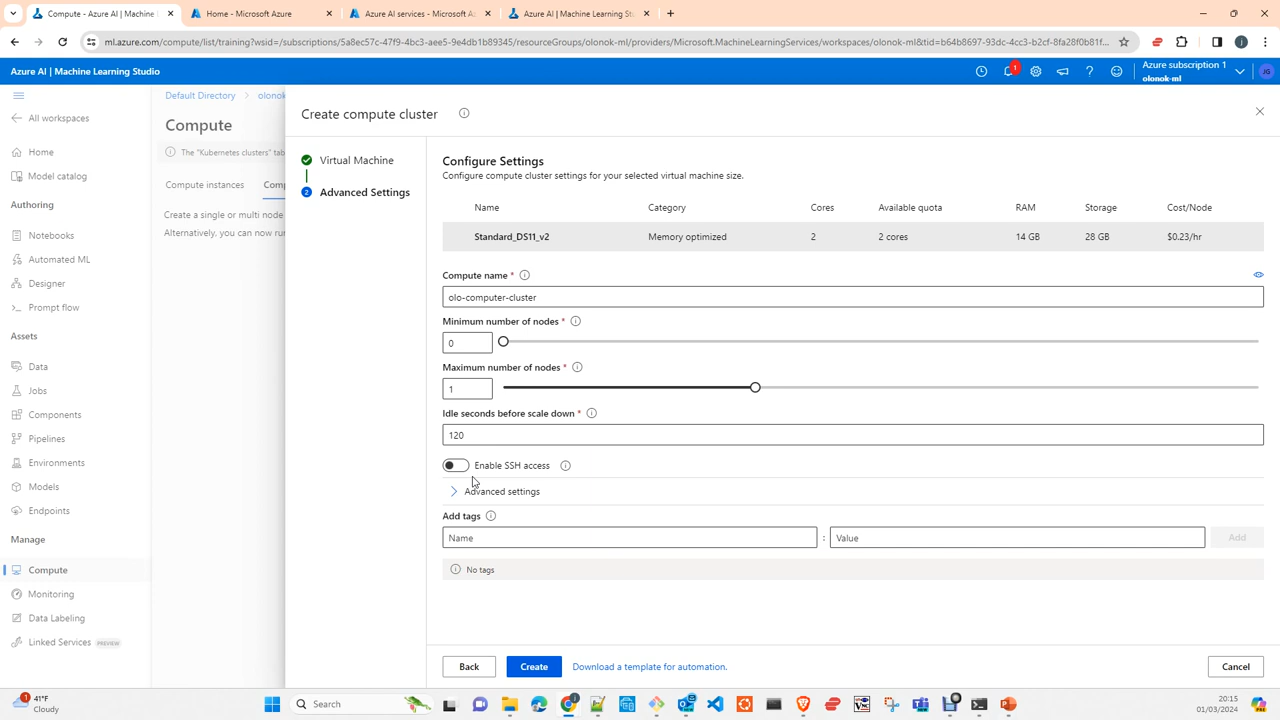 Compute - Azure AI | Machine L
Home - Microsoft Azure
Azure AI services - Microsoft Az
Azure AI | Machine Learning Stu
ml.azure.com/compute/list/training?wsid=/subscriptions/5a8ec57c-47f9-4bc3-aee5-9e4db1b89345/resourceGroups/olonok-ml/providers/Microsoft.MachineLearningServices/workspaces/olonok-ml&tid=b64b8697-93dc-4cc3-b2cf-8fa28f0b81f...
Azure AI | Machine Learning Studio
1
Azure subscription 1
olonok-ml
JG
All workspaces
Home
Model catalog
Authoring
Notebooks
Automated ML
Designer
Prompt flow
Assets
Data
Jobs
Components
Pipelines
Environments
Models
Endpoints
Manage
Compute
Monitoring
Data Labeling
Linked Services PREVIEW
Default Directory > olonok
Compute
The "Kubernetes clusters" tab
Compute instances Comp
Create a single or multi node
Alternatively, you can now run
Create compute cluster
Virtual Machine
2 Advanced Settings
Configure Settings
Configure compute cluster settings for your selected virtual machine size.
Name Category Cores Available quota RAM Storage Cost/Node
Standard_DS11_v2 Memory optimized 2 2 cores 14 GB 28 GB $0.23/hr
Compute name *
olo-computer-cluster
Minimum number of nodes *
0
Maximum number of nodes *
1
Idle seconds before scale down *
120
Enable SSH access
Advanced settings
Add tags
Name : Value Add
No tags
Back Create Download a template for automation. Cancel
1 41°F
Cloudy
Search
20:15
01/03/2024